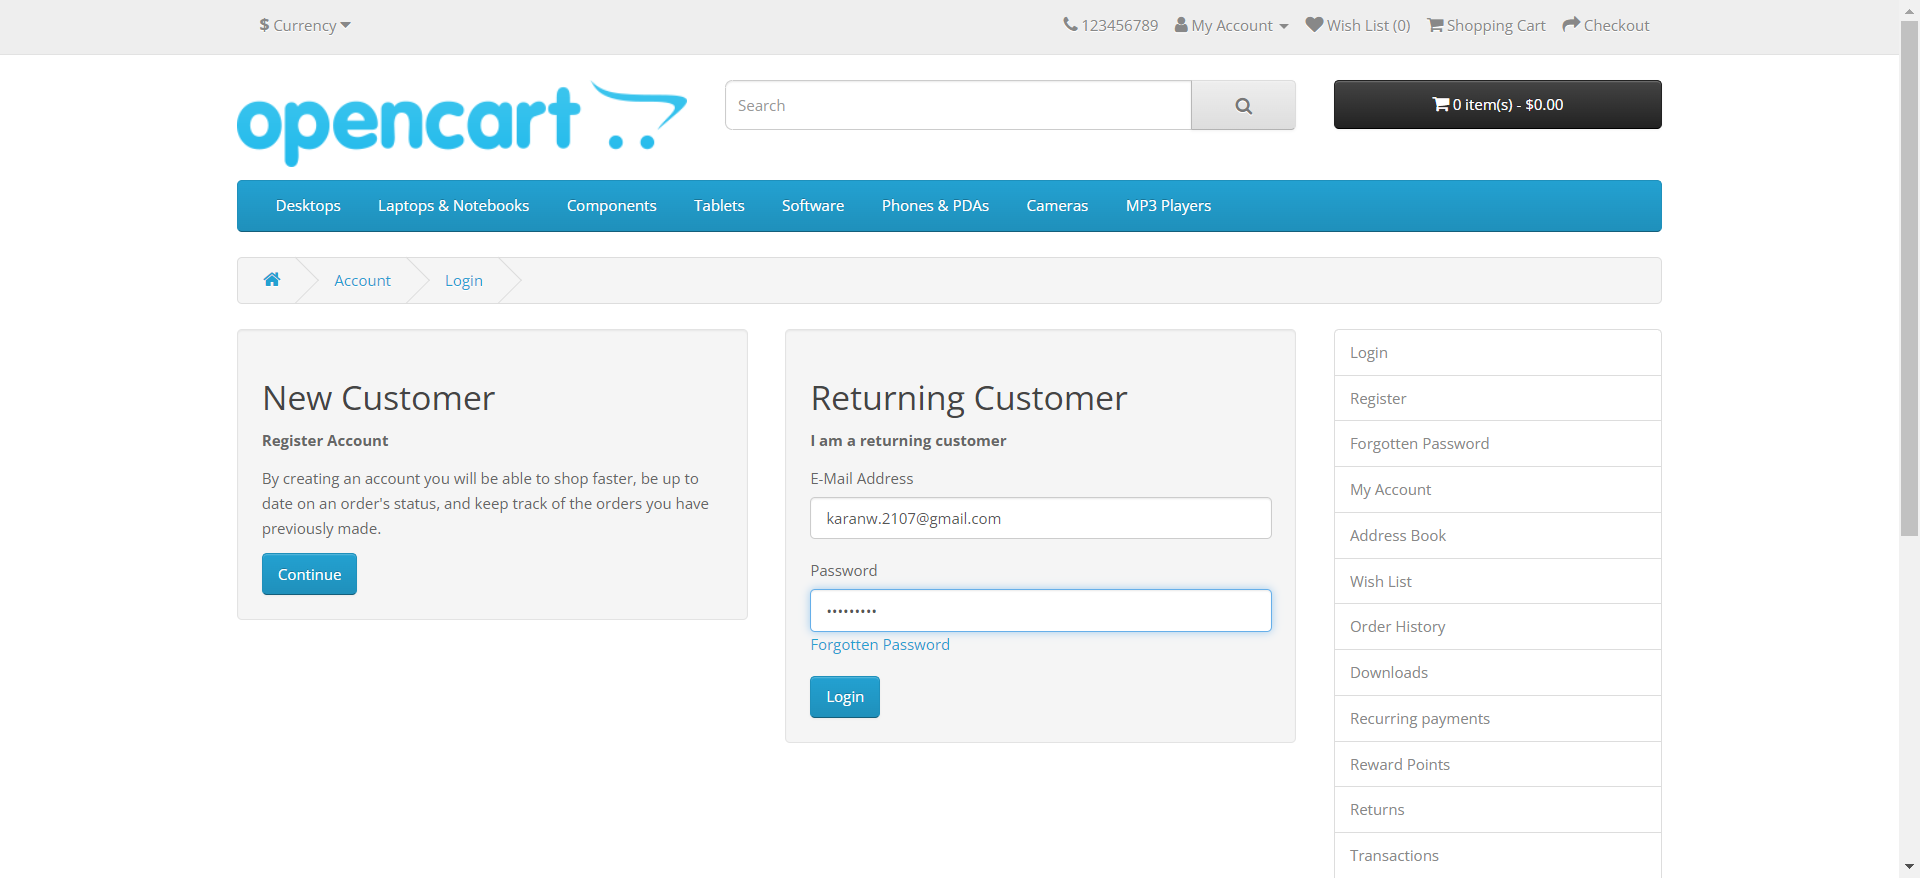 $ Currency
123456789 My Account Wish List (0) Shopping Cart Checkout
opencart
Search
0 item(s) - $0.00
Desktops Laptops & Notebooks Components Tablets Software Phones & PDAs Cameras MP3 Players
Account Login
New Customer
Register Account
By creating an account you will be able to shop faster, be up to
date on an order's status, and keep track of the orders you have
previously made.
Continue
Returning Customer
I am a returning customer
E-Mail Address
karanw.2107@gmail.com
Password
•••••••••
Forgotten Password
Login
Login
Register
Forgotten Password
My Account
Address Book
Wish List
Order History
Downloads
Recurring payments
Reward Points
Returns
Transactions